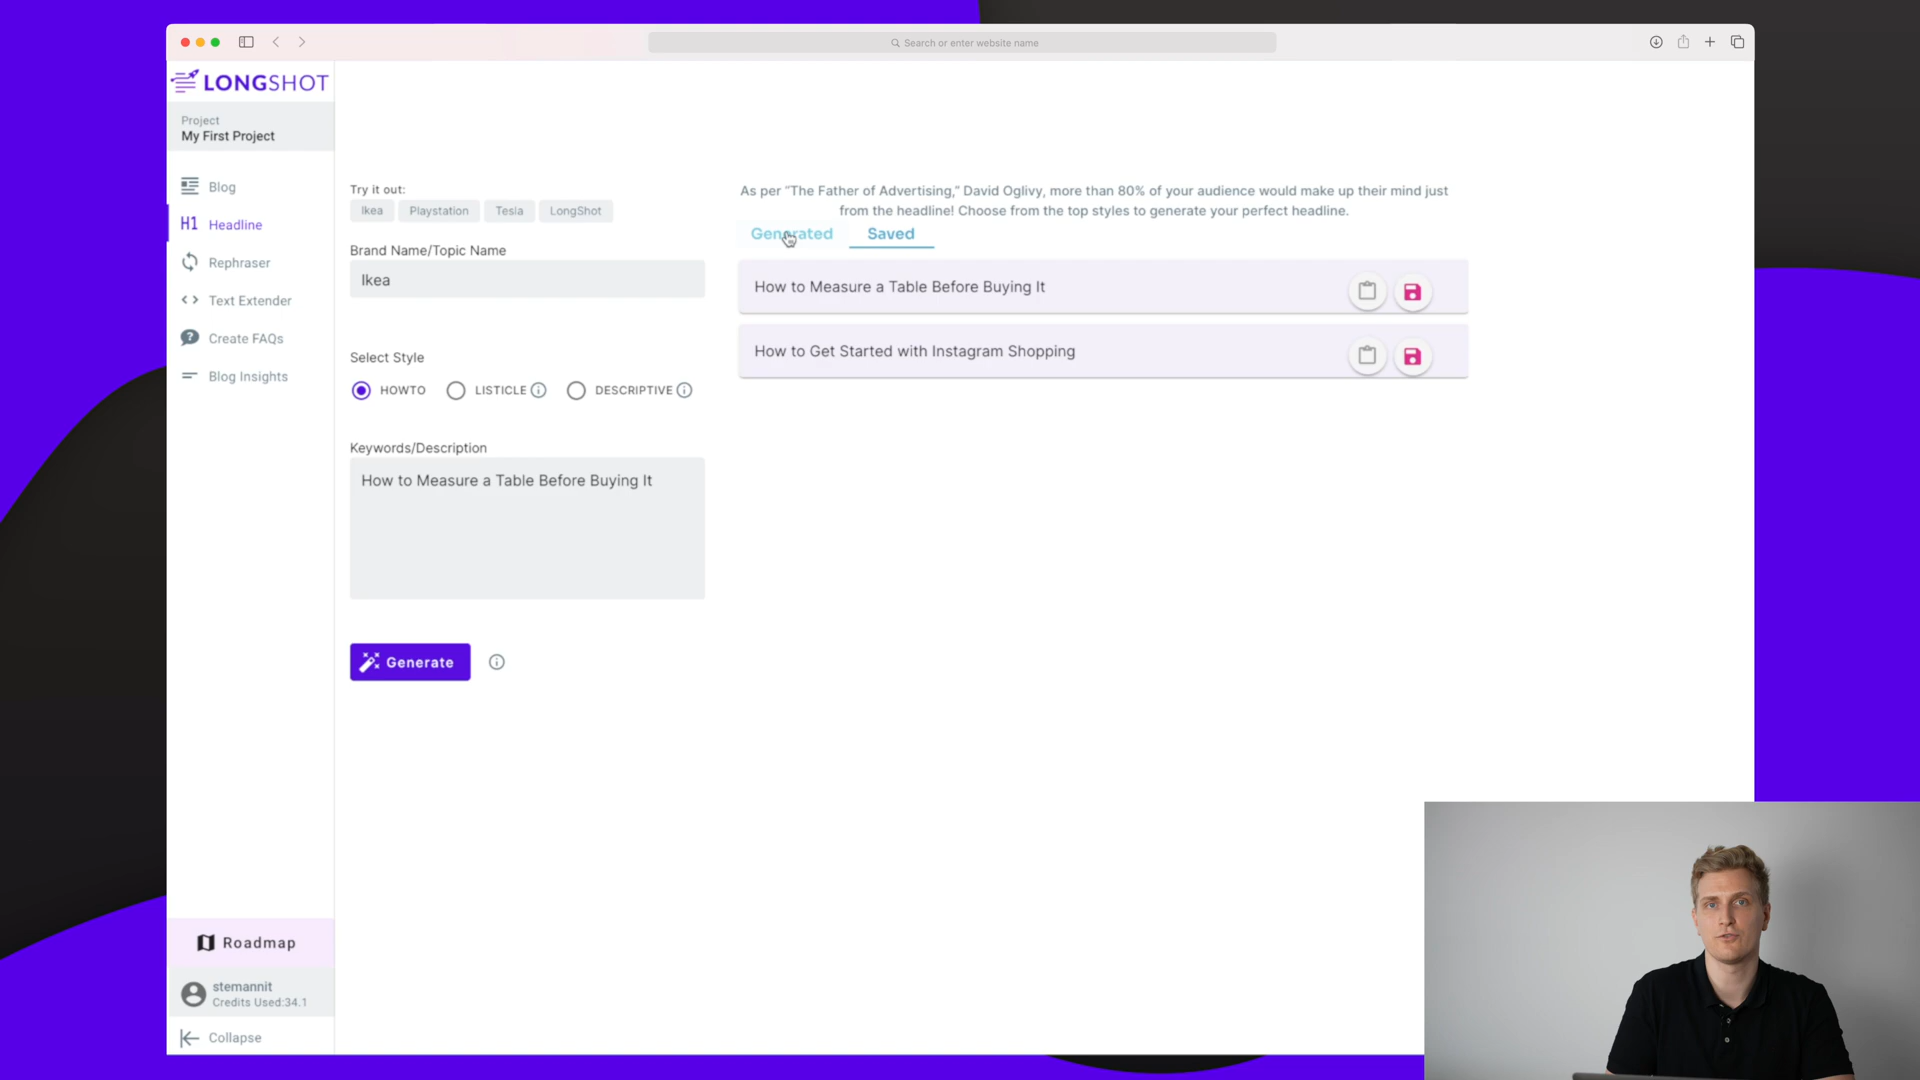 Search or enter website name
LONGSHOT
Project
My First Project
Blog
H1 Headline
Rephraser
Text Extender
Create FAQs
Blog Insights
Try it out:
Ikea Playstation Tesla LongShot
Brand Name/Topic Name
Ikea
Select Style
HOWTO LISTICLE DESCRIPTIVE
Keywords/Description
How to Measure a Table Before Buying It
Generate
As per “The Father of Advertising,” David Oglivy, more than 80% of your audience would make up their mind just
from the headline! Choose from the top styles to generate your perfect headline.
Generated Saved
How to Measure a Table Before Buying It
How to Get Started with Instagram Shopping
Roadmap
stemannit
Credits Used:34.1
Collapse